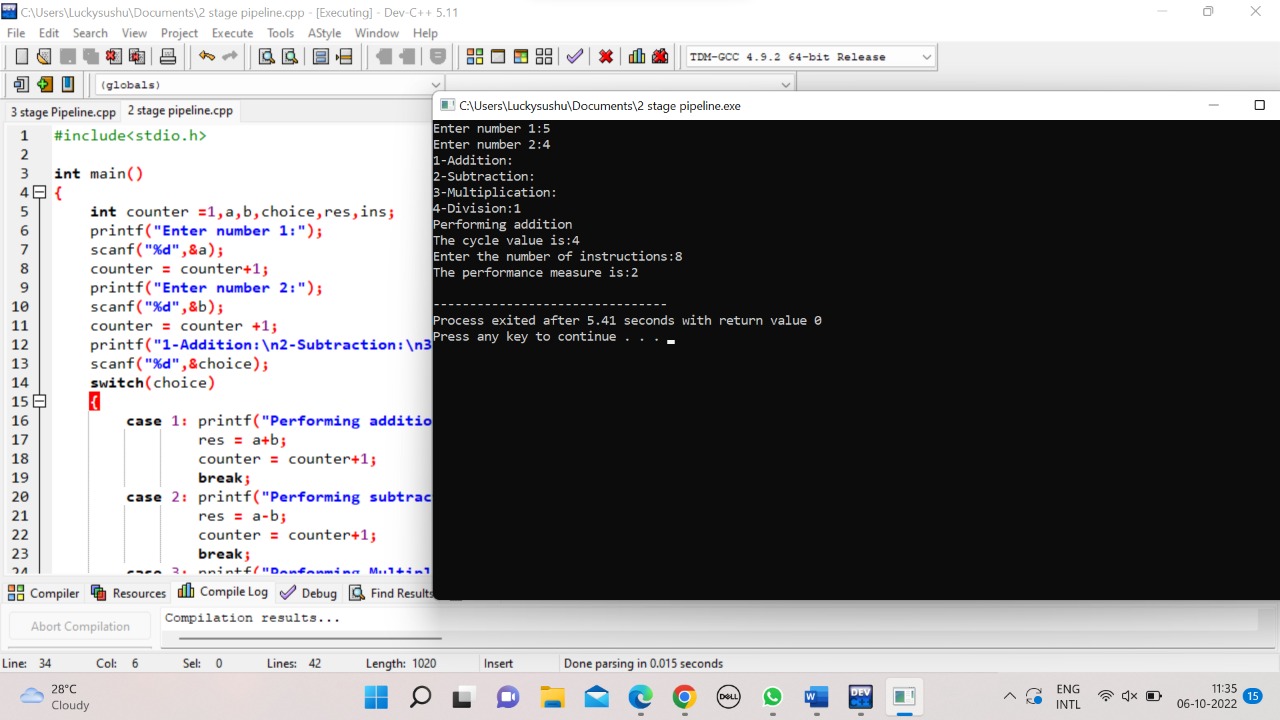 C:\Users\Luckysushu\Documents\2 stage pipeline.cpp - [Executing] - Dev-C++ 5.11
File Edit Search View Project Execute Tools AStyle Window Help
TDM-GCC 4.9.2 64-bit Release
(globals)
3 stage Pipeline.cpp 2 stage pipeline.cpp
1 #include<stdio.h>
2
3 int main()
4 {
5 int counter =1,a,b,choice,res,ins;
6 printf("Enter number 1:");
7 scanf("%d",&a);
8 counter = counter+1;
9 printf("Enter number 2:");
10 scanf("%d",&b);
11 counter = counter +1;
12 printf("1-Addition:\n2-Subtraction:\n3
13 scanf("%d",&choice);
14 switch(choice)
15 {
16 case 1: printf("Performing additio
17 res = a+b;
18 counter = counter+1;
19 break;
20 case 2: printf("Performing subtrac
21 res = a-b;
22 counter = counter+1;
23 break;
24 case 3: printf("Performing Multipl
C:\Users\Luckysushu\Documents\2 stage pipeline.exe
Enter number 1:5
Enter number 2:4
1-Addition:
2-Subtraction:
3-Multiplication:
4-Division:1
Performing addition
The cycle value is:4
Enter the number of instructions:8
The performance measure is:2
--------------------------------
Process exited after 5.41 seconds with return value 0
Press any key to continue . . .
Compiler Resources Compile Log Debug Find Results
Abort Compilation
Compilation results...
Line: 34 Col: 6 Sel: 0 Lines: 42 Length: 1020 Insert Done parsing in 0.015 seconds
28°C
Cloudy
DELL
W
DEV
ENG
INTL
11:35
06-10-2022
15